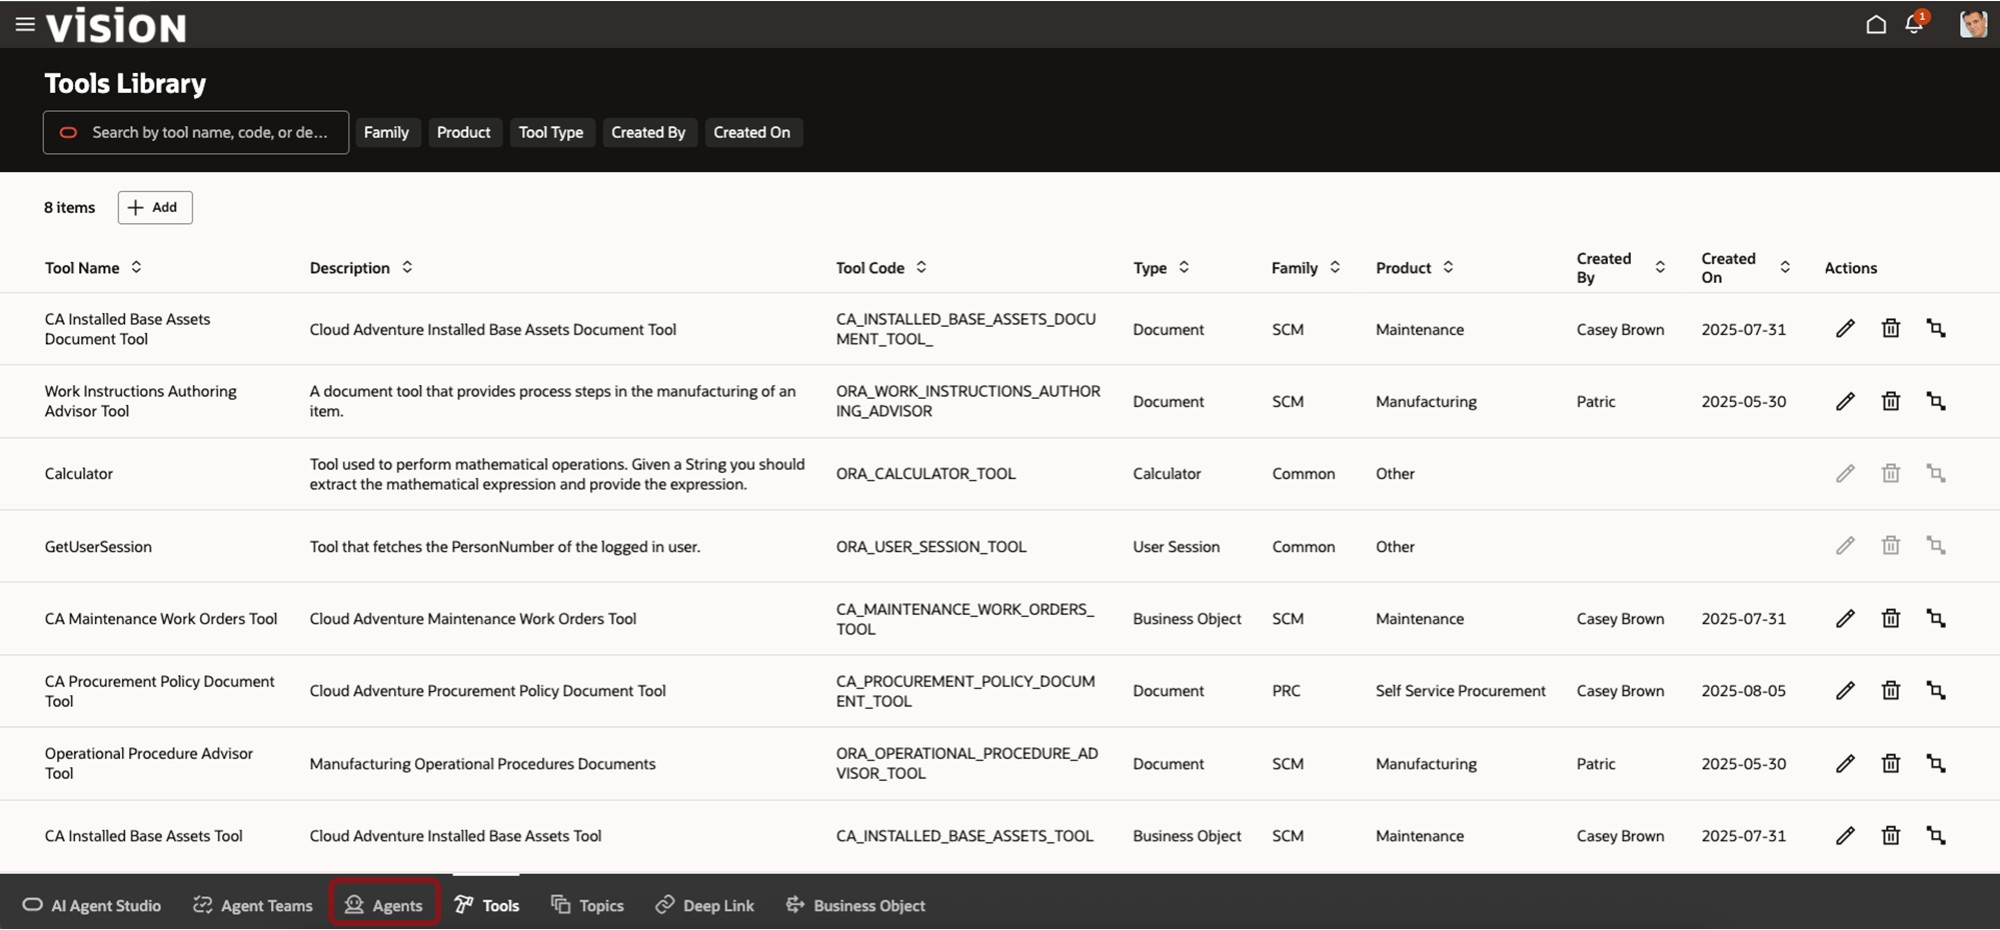 VISION
1
Tools Library
Search by tool name, code, or de...
Family
Product
Tool Type
Created By
Created On
8 items
Add
Tool Name
Description
Tool Code
Type
Family
Product
Created
By
Created
On
Actions
CA Installed Base Assets
Document Tool
Cloud Adventure Installed Base Assets Document Tool
CA_INSTALLED_BASE_ASSETS_DOCU
MENT_TOOL_
Document
SCM
Maintenance
Casey Brown
2025-07-31
Work Instructions Authoring
Advisor Tool
A document tool that provides process steps in the manufacturing of an
item.
ORA_WORK_INSTRUCTIONS_AUTHOR
ING_ADVISOR
Document
SCM
Manufacturing
Patric
2025-05-30
Calculator
Tool used to perform mathematical operations. Given a String you should
extract the mathematical expression and provide the expression.
ORA_CALCULATOR_TOOL
Calculator
Common
Other
GetUserSession
Tool that fetches the PersonNumber of the logged in user.
ORA_USER_SESSION_TOOL
User Session
Common
Other
CA Maintenance Work Orders Tool
Cloud Adventure Maintenance Work Orders Tool
CA_MAINTENANCE_WORK_ORDERS_
TOOL
Business Object
SCM
Maintenance
Casey Brown
2025-07-31
CA Procurement Policy Document
Tool
Cloud Adventure Procurement Policy Document Tool
CA_PROCUREMENT_POLICY_DOCUM
ENT_TOOL
Document
PRC
Self Service Procurement
Casey Brown
2025-08-05
Operational Procedure Advisor
Tool
Manufacturing Operational Procedures Documents
ORA_OPERATIONAL_PROCEDURE_AD
VISOR_TOOL
Document
SCM
Manufacturing
Patric
2025-05-30
CA Installed Base Assets Tool
Cloud Adventure Installed Base Assets Tool
CA_INSTALLED_BASE_ASSETS_TOOL
Business Object
SCM
Maintenance
Casey Brown
2025-07-31
AI Agent Studio
Agent Teams
Agents
Tools
Topics
Deep Link
Business Object